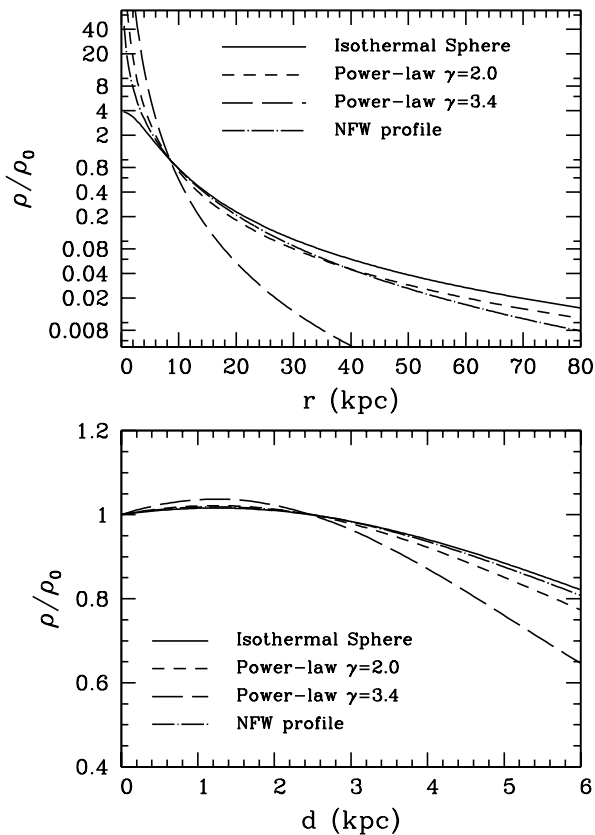 40
20
8
4
2
0.8
0.4
0.2
0.08
0.04
0.02
0.008
ρ/ρ0
Isothermal Sphere
Power-law γ=2.0
Power-law γ=3.4
NFW profile
0 10 20 30 40 50 60 70 80
r (kpc)
1.2
1
0.8
0.6
0.4
ρ/ρ0
Isothermal Sphere
Power-law γ=2.0
Power-law γ=3.4
NFW profile
0 1 2 3 4 5 6
d (kpc)